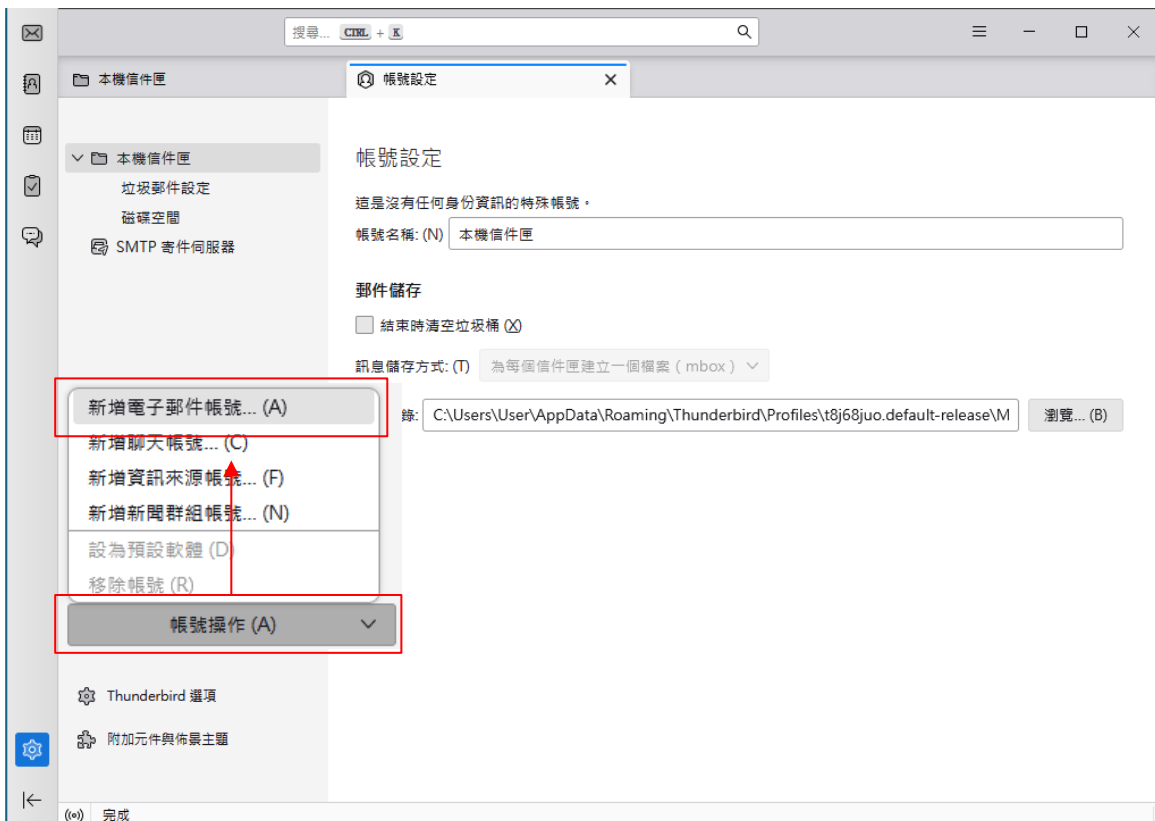 搜尋... CTRL + K
本機信件匣
帳號設定
本機信件匣
垃圾郵件設定
磁碟空間
SMTP 寄件伺服器
帳號設定
這是沒有任何身份資訊的特殊帳號。
帳號名稱: (N) 本機信件匣
郵件儲存
結束時清空垃圾桶 (X)
訊息儲存方式: (T) 為每個信件匣建立一個檔案（mbox）
錄: C:\Users\User\AppData\Roaming\Thunderbird\Profiles\t8j68juo.default-release\M 瀏覽... (B)
新增電子郵件帳號... (A)
新增聊天帳號... (C)
新增資訊來源帳號... (F)
新增新聞群組帳號... (N)
設為預設軟體 (D)
移除帳號 (R)
帳號操作 (A)
Thunderbird 選項
附加元件與佈景主題
完成